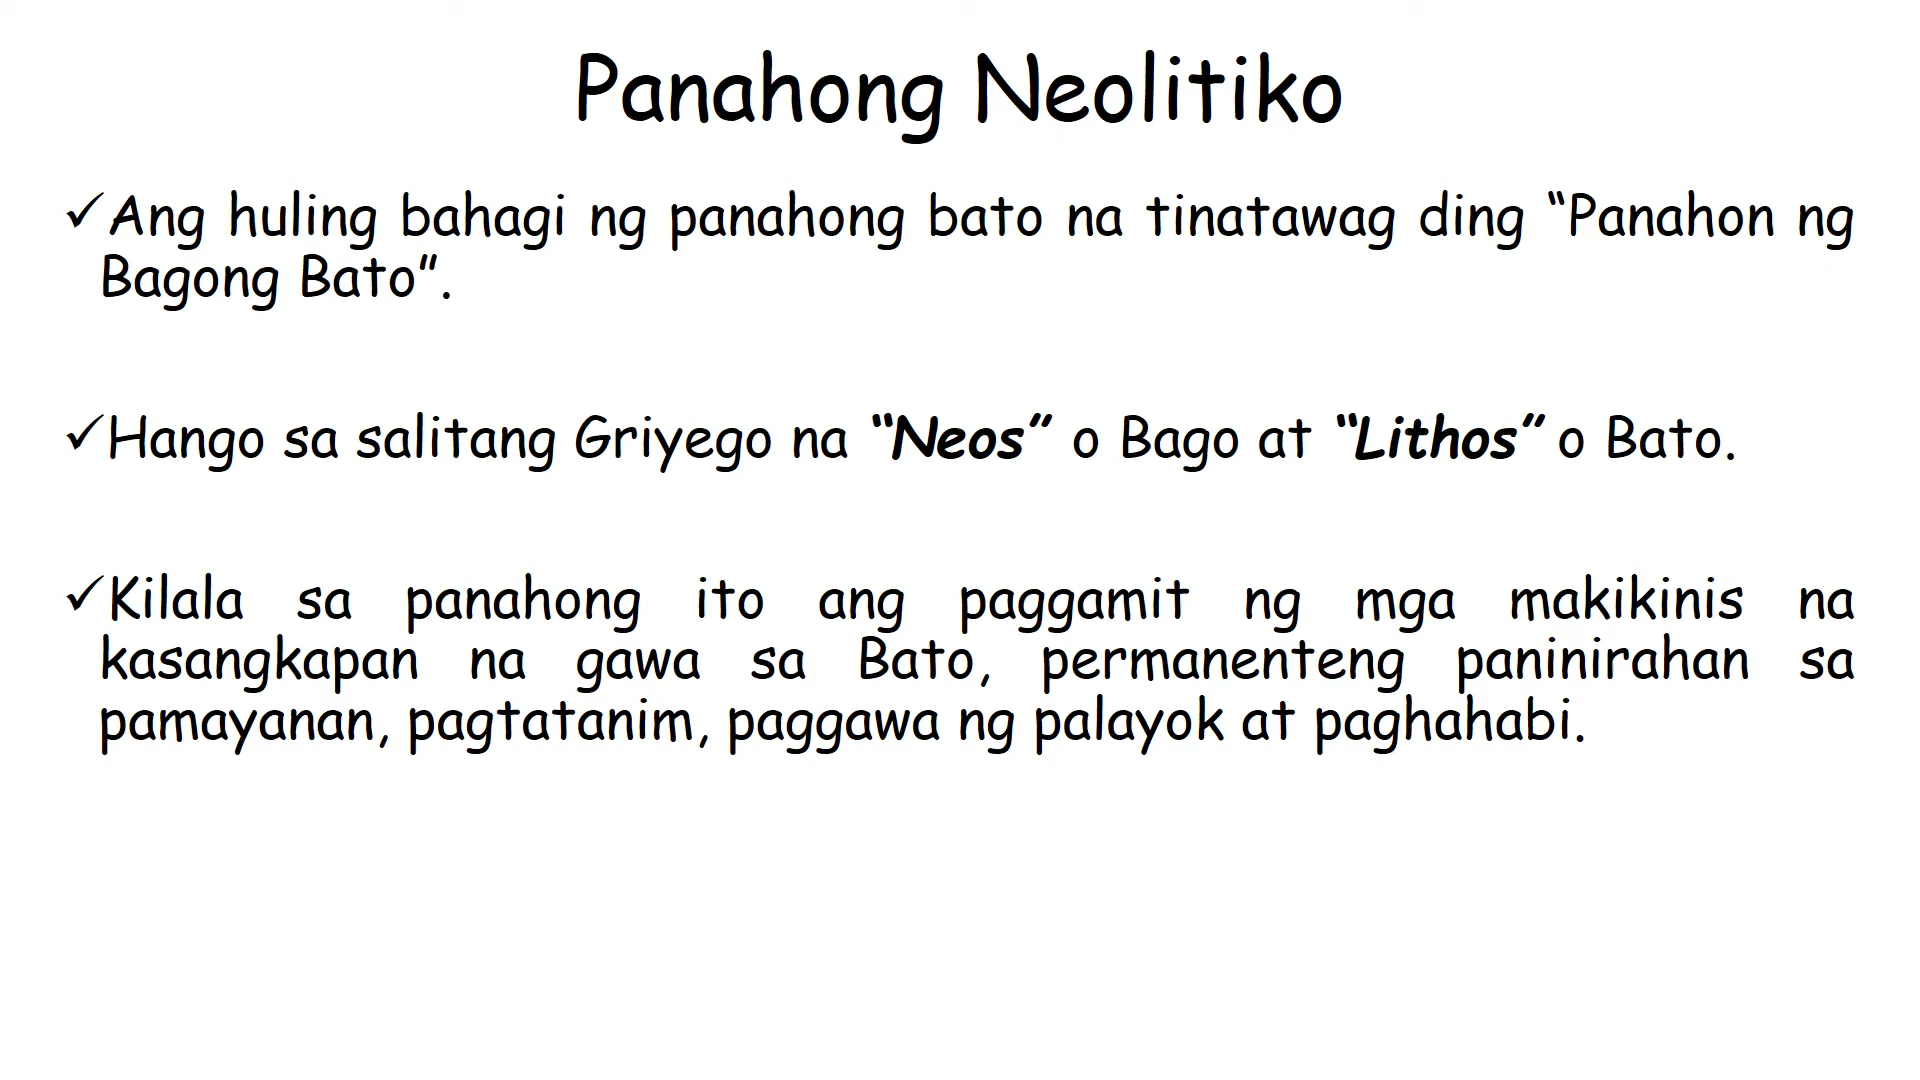 Panahong Neolitiko
✓Ang huling bahagi ng panahong bato na tinatawag ding “Panahon ng
Bagong Bato”.
✓Hango sa salitang Griyego na “Neos” o Bago at “Lithos” o Bato.
✓Kilala sa panahong ito ang paggamit ng mga makikinis na
kasangkapan na gawa sa Bato, permanenteng paninirahan sa
pamayanan, pagtatanim, paggawa ng palayok at paghahabi.